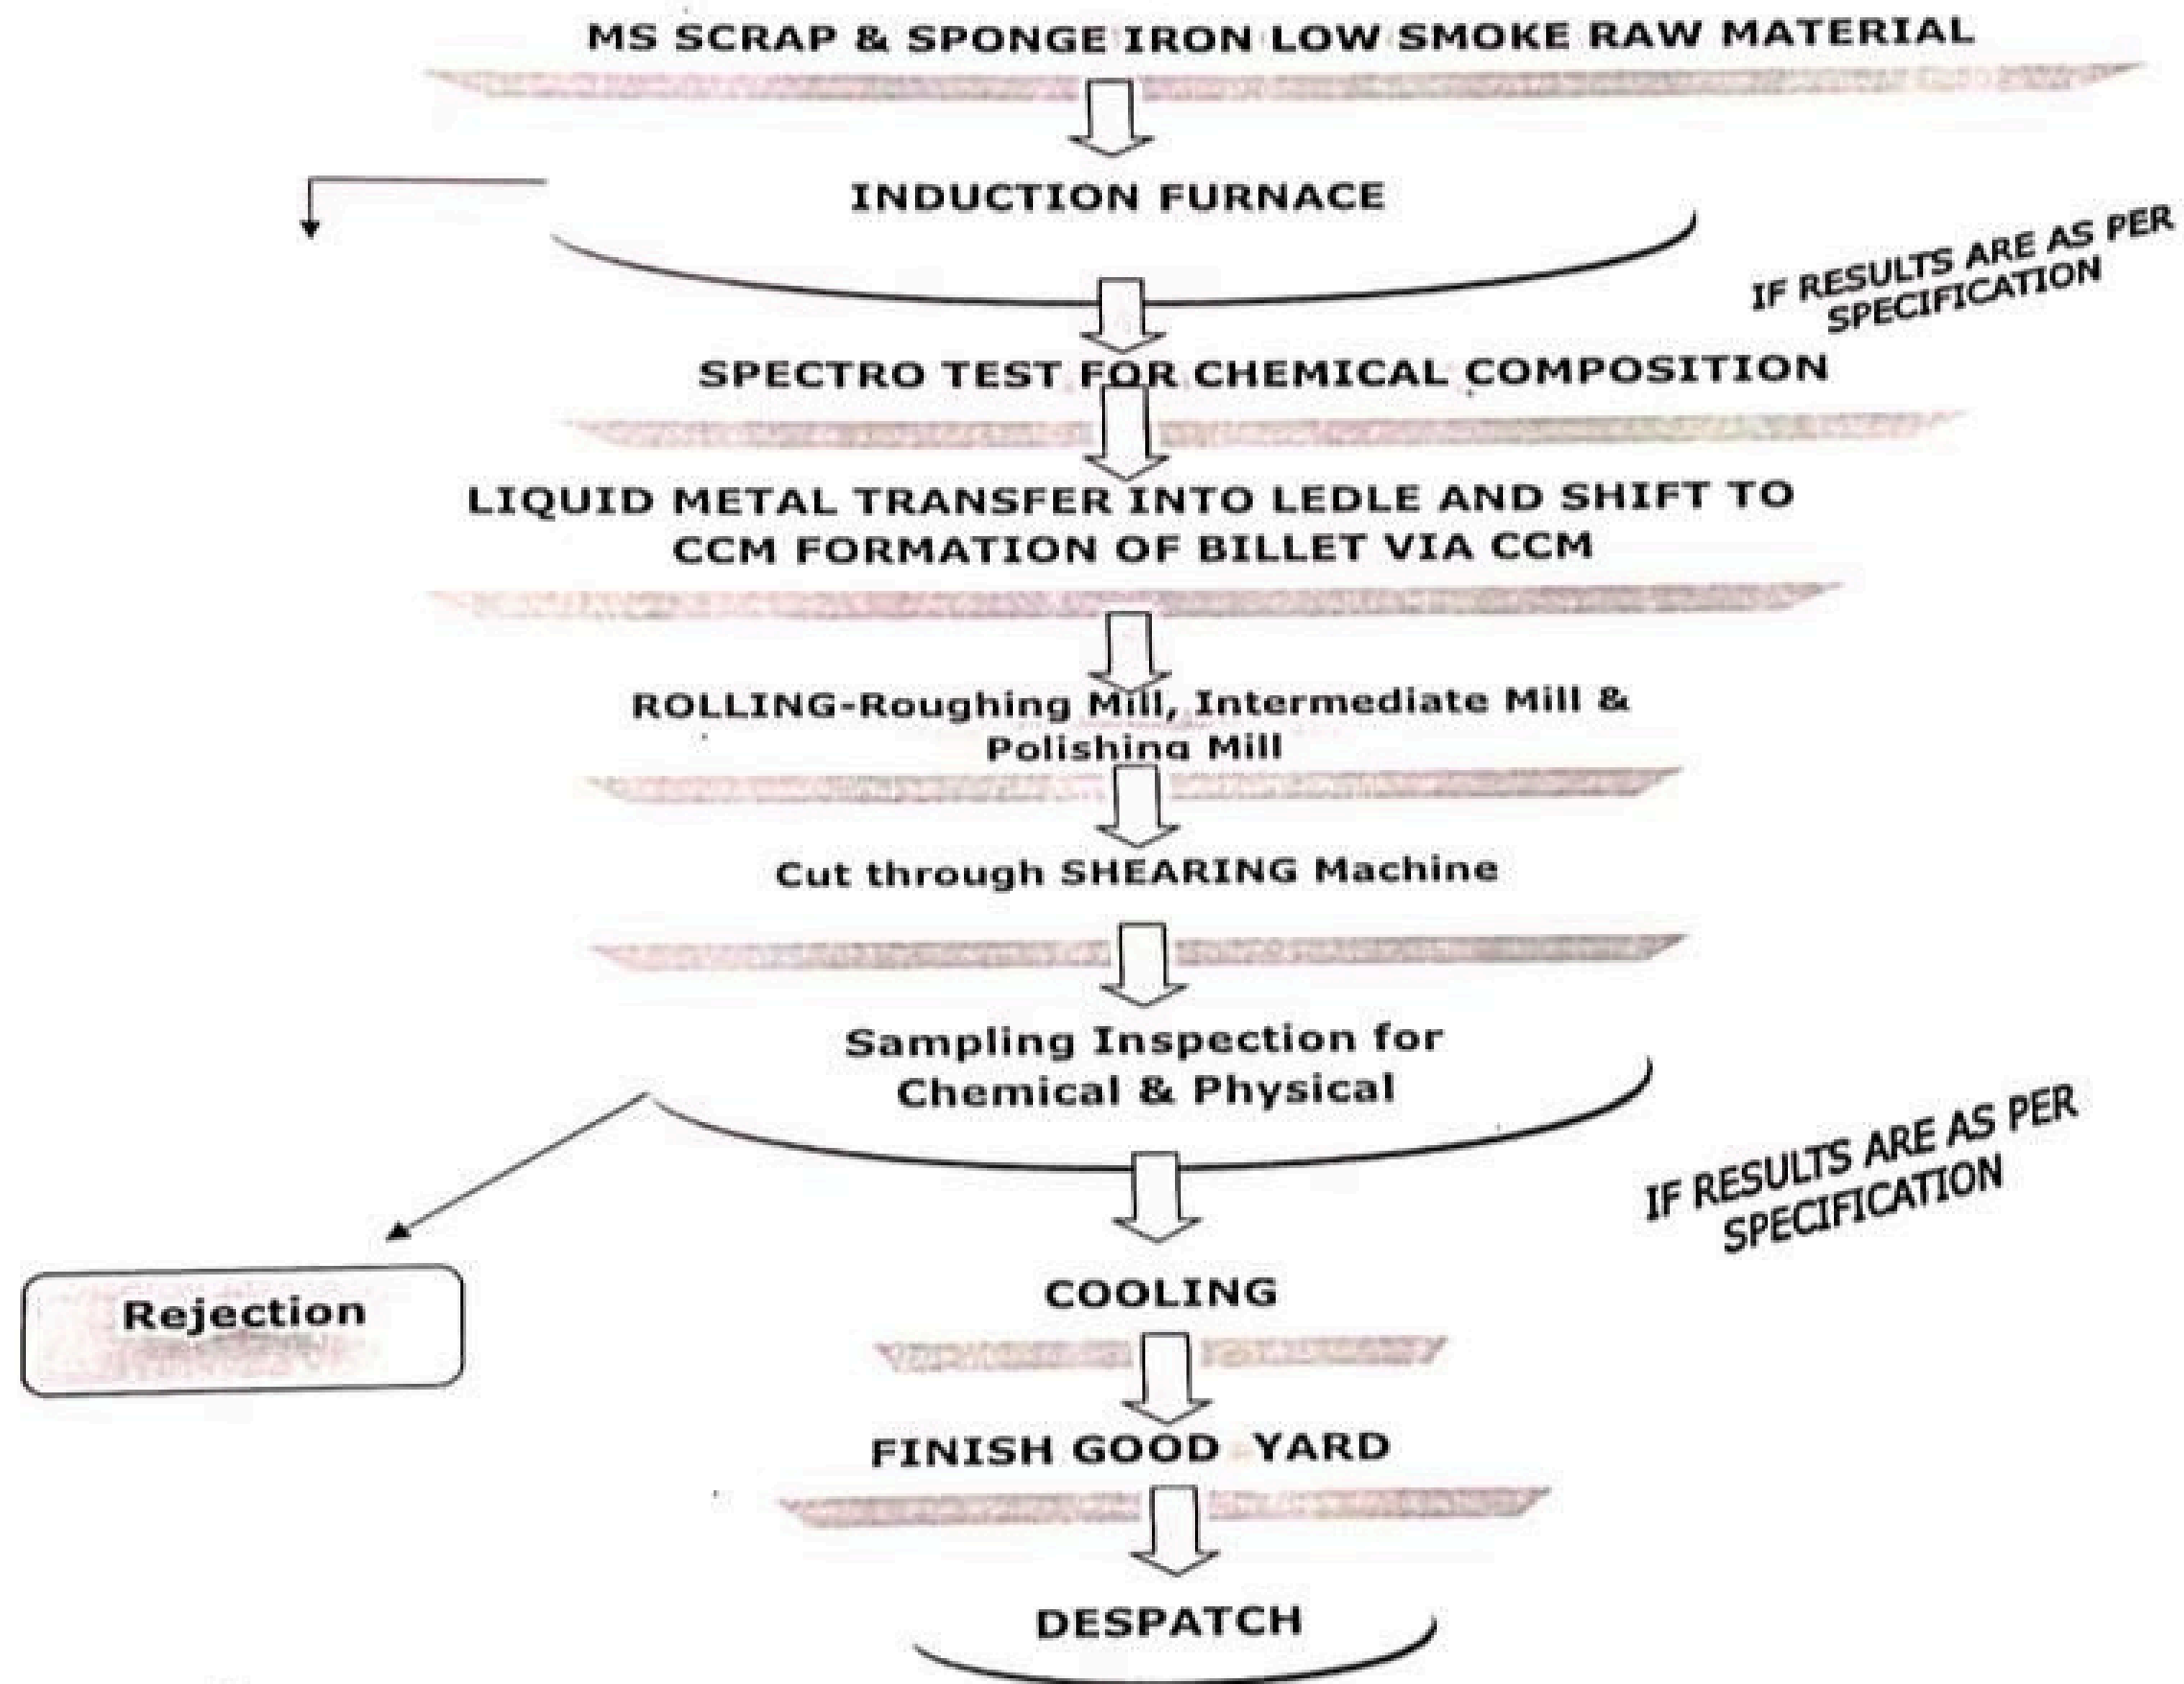 MS SCRAP & SPONGE IRON LOW SMOKE RAW MATERIAL
INDUCTION FURNACE
IF RESULTS ARE AS PER
SPECIFICATION
SPECTRO TEST FOR CHEMICAL COMPOSITION
LIQUID METAL TRANSFER INTO LEDLE AND SHIFT TO
CCM FORMATION OF BILLET VIA CCM
ROLLING-Roughing Mill, Intermediate Mill &
Polishing Mill
Cut through SHEARING Machine
Sampling Inspection for
Chemical & Physical
IF RESULTS ARE AS PER
SPECIFICATION
COOLING
Rejection
FINISH GOOD YARD
DESPATCH